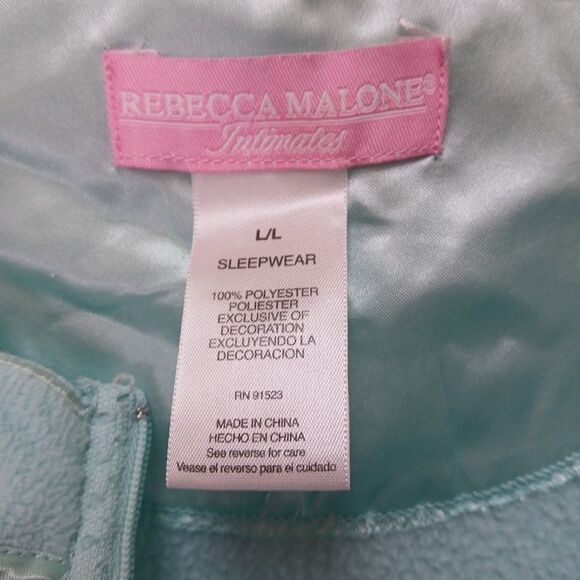 REBECCA MALONE®
Intimates
L/L
SLEEPWEAR
100% POLYESTER
POLIESTER
EXCLUSIVE OF
DECORATION
EXCLUYENDO LA
DECORACION
RN 91523
MADE IN CHINA
HECHO EN CHINA
See reverse for care
Vease el reverso para el cuidado